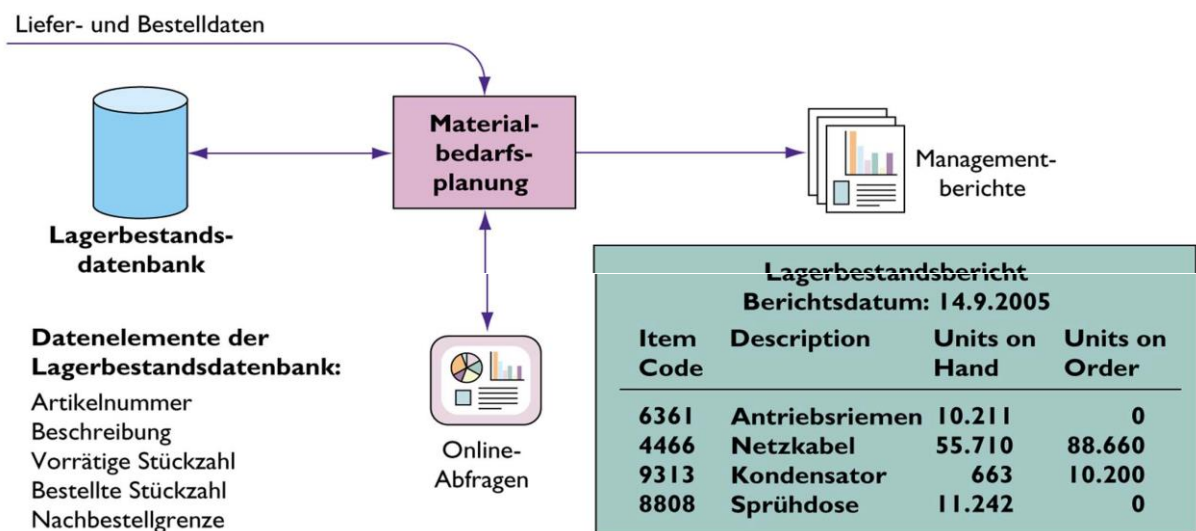 Liefer- und Bestelldaten
Material-
bedarfs-
planung
Management-
berichte
Lagerbestands-
datenbank
Datenelemente der
Lagerbestandsdatenbank:
Artikelnummer
Beschreibung
Vorrätige Stückzahl
Bestellte Stückzahl
Nachbestellgrenze
Online-
Abfragen
Lagerbestandsbericht
Berichtsdatum: 14.9.2005
Item Description Units on Units on
Code Hand Order
6361 Antriebsriemen 10.211 0
4466 Netzkabel 55.710 88.660
9313 Kondensator 663 10.200
8808 Sprühdose 11.242 0